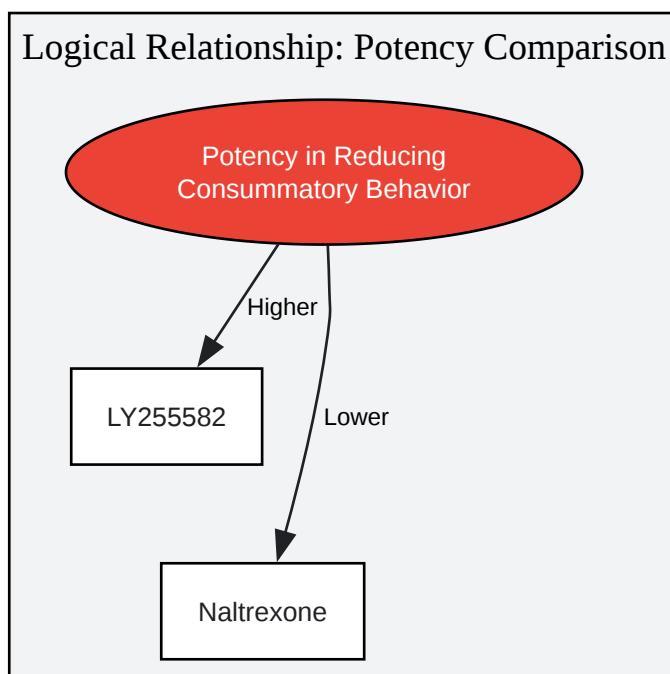 Logical Relationship: Potency Comparison
Potency in Reducing
Consummatory Behavior
Higher
LY255582
Lower
Naltrexone